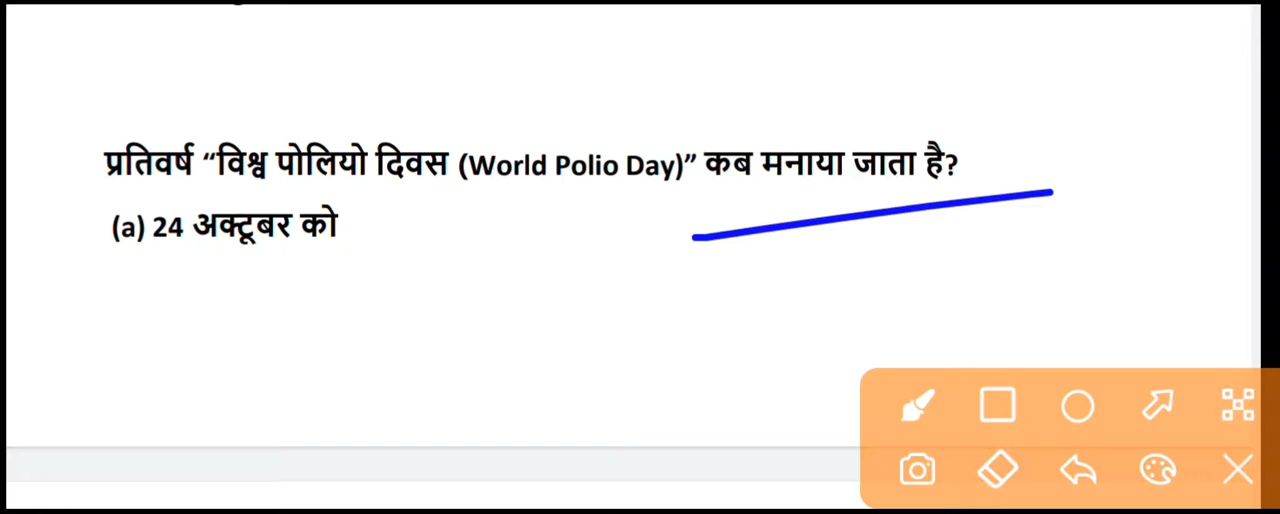 प्रतिवर्ष “विश्व पोलियो दिवस (World Polio Day)” कब मनाया जाता है?
(a) 24 अक्टूबर को